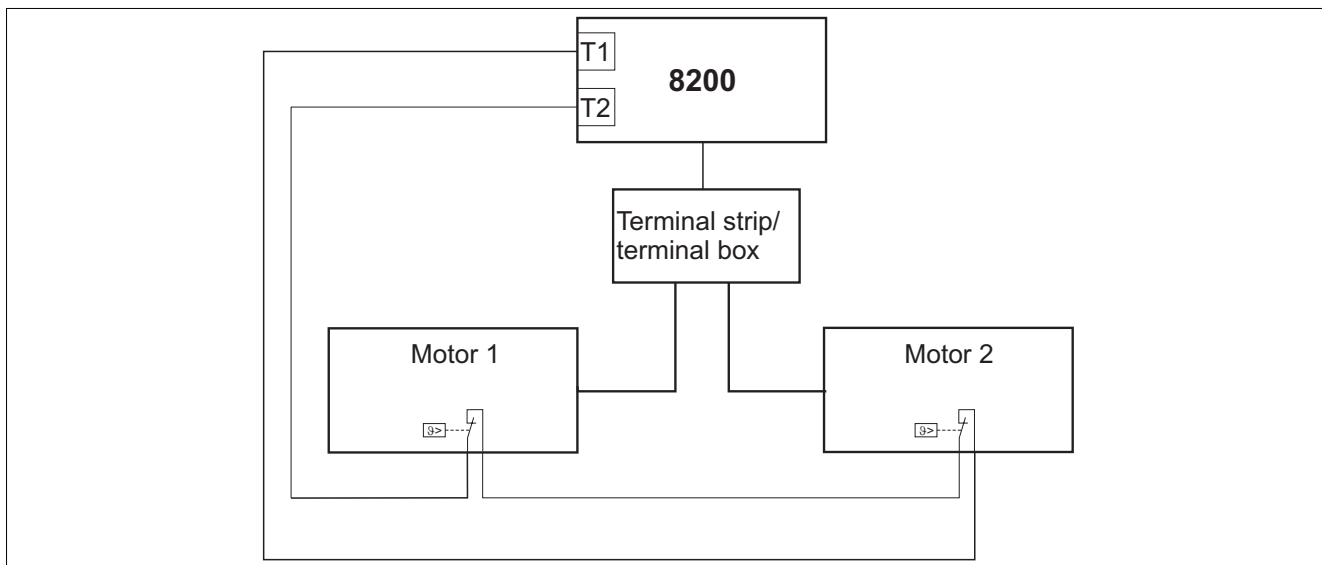 T1
8200
T2
Terminal strip/
terminal box
Motor 1
Motor 2
ϑ>
ϑ>